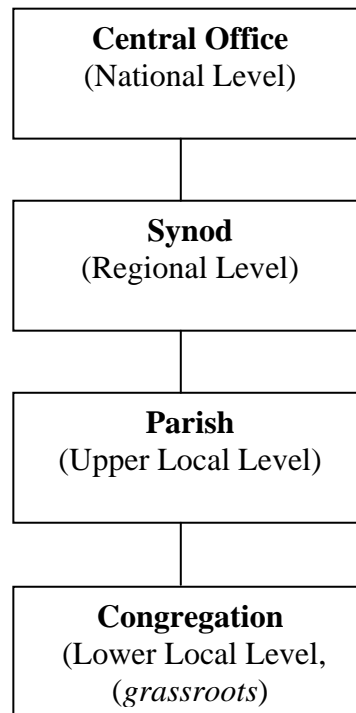 Central Office
(National Level)
Synod
(Regional Level)
Parish
(Upper Local Level)
Congregation
(Lower Local Level,
(grassroots)